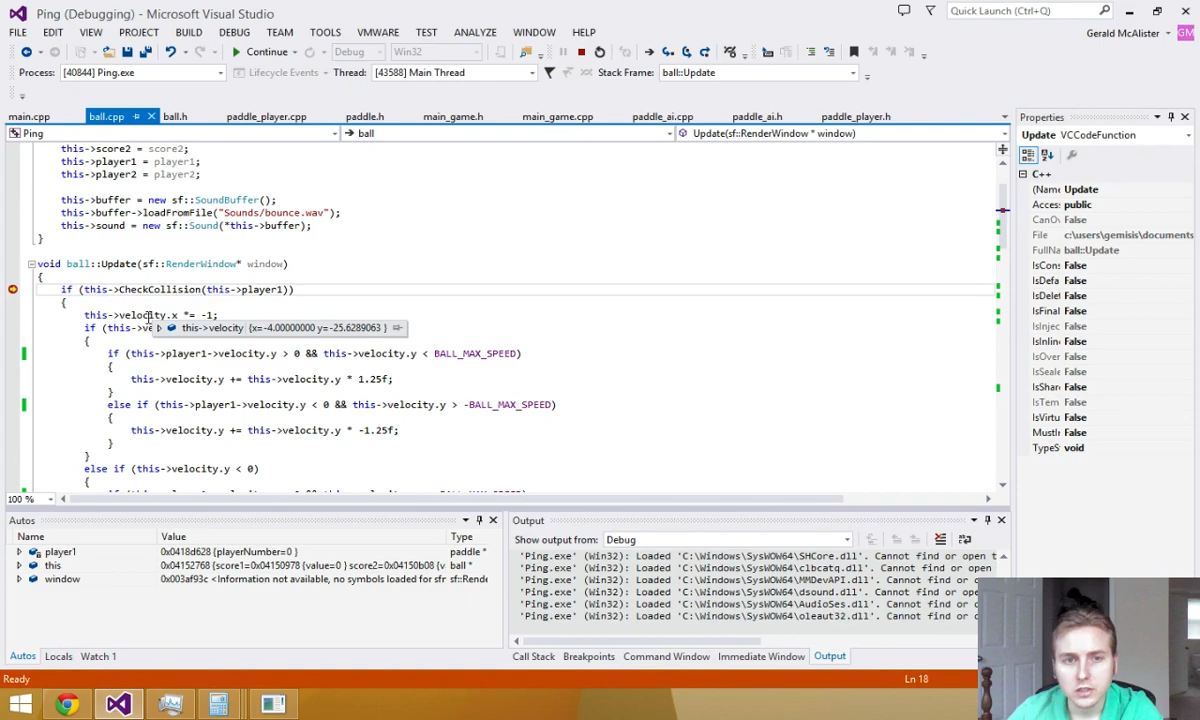 Ping (Debugging) - Microsoft Visual Studio
Quick Launch (Ctrl+Q)
FILE EDIT VIEW PROJECT BUILD DEBUG TEAM TOOLS VMWARE TEST ANALYZE WINDOW HELP
Gerald McAlister GM
Continue Debug Win32
Process: [40844] Ping.exe Lifecycle Events Thread: [43588] Main Thread Stack Frame: ball::Update
main.cpp ball.cpp ball.h paddle_player.cpp paddle.h main_game.h main_game.cpp paddle_ai.cpp paddle_ai.h paddle_player.h
Ping ball Update(sf::RenderWindow * window)
this->score2 = score2;
this->player1 = player1;
this->player2 = player2;
this->buffer = new sf::SoundBuffer();
this->buffer->loadFromFile("Sounds/bounce.wav");
this->sound = new sf::Sound(*this->buffer);
}
void ball::Update(sf::RenderWindow* window)
{
if (this->CheckCollision(this->player1))
{
this->velocity.x *= -1;
if (this->ve
this->velocity {x=-4.00000000 y=-25.6289063 }
{
if (this->player1->velocity.y > 0 && this->velocity.y < BALL_MAX_SPEED)
{
this->velocity.y += this->velocity.y * 1.25f;
}
else if (this->player1->velocity.y < 0 && this->velocity.y > -BALL_MAX_SPEED)
{
this->velocity.y += this->velocity.y * -1.25f;
}
}
else if (this->velocity.y < 0)
{
100 %
Properties
Update VCCodeFunction
C++
(Name Update
Access public
CanOv False
File c:\users\gemisis\documents
FullNa ball::Update
IsCons False
IsDefa False
IsDelet False
IsFinal False
IsInject False
IsInlin False
IsOver False
IsSeale False
IsShar False
IsTem False
IsVirtu False
MustIn False
TypeSt void
Autos
Name Value Type
player1 0x0418d628 {playerNumber=0 } paddle *
this 0x04152768 {score1=0x04150978 {value=0 } score2=0x04150b08 {v ball *
window 0x003af93c <Information not available, no symbols loaded for sfr sf::Rende
Autos Locals Watch 1
Output
Show output from: Debug
'Ping.exe' (Win32): Loaded 'C:\Windows\SysWOW64\SHCore.dll'. Cannot find or open t
'Ping.exe' (Win32): Loaded 'C:\Windows\SysWOW64\clbcatq.dll'. Cannot find or open
'Ping.exe' (Win32): Loaded 'C:\Windows\SysWOW64\MMDevAPI.dll'. Cannot find or open
'Ping.exe' (Win32): Loaded 'C:\Windows\SysWOW64\dsound.dll'. Cannot find or open
'Ping.exe' (Win32): Loaded 'C:\Windows\SysWOW64\AudioSes.dll'. Cannot find or open
'Ping.exe' (Win32): Loaded 'C:\Windows\SysWOW64\oleaut32.dll'. Cannot find or open
Call Stack Breakpoints Command Window Immediate Window Output
Ready
Ln 18